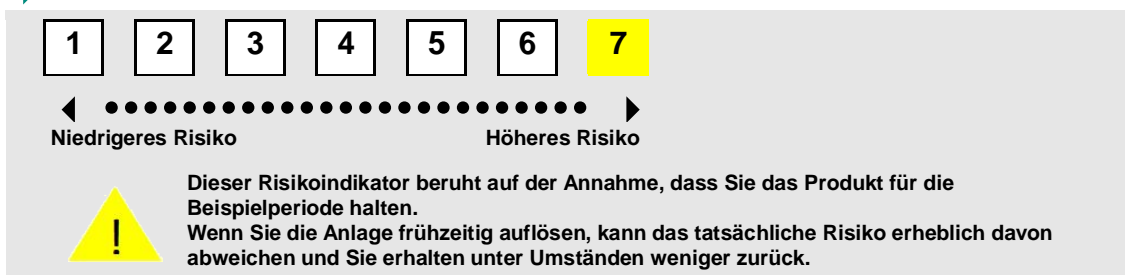 1 2 3 4 5 6 7
Niedrigeres Risiko Höheres Risiko
Dieser Risikoindikator beruht auf der Annahme, dass Sie das Produkt für die
Beispielperiode halten.
Wenn Sie die Anlage frühzeitig auflösen, kann das tatsächliche Risiko erheblich davon
abweichen und Sie erhalten unter Umständen weniger zurück.
!